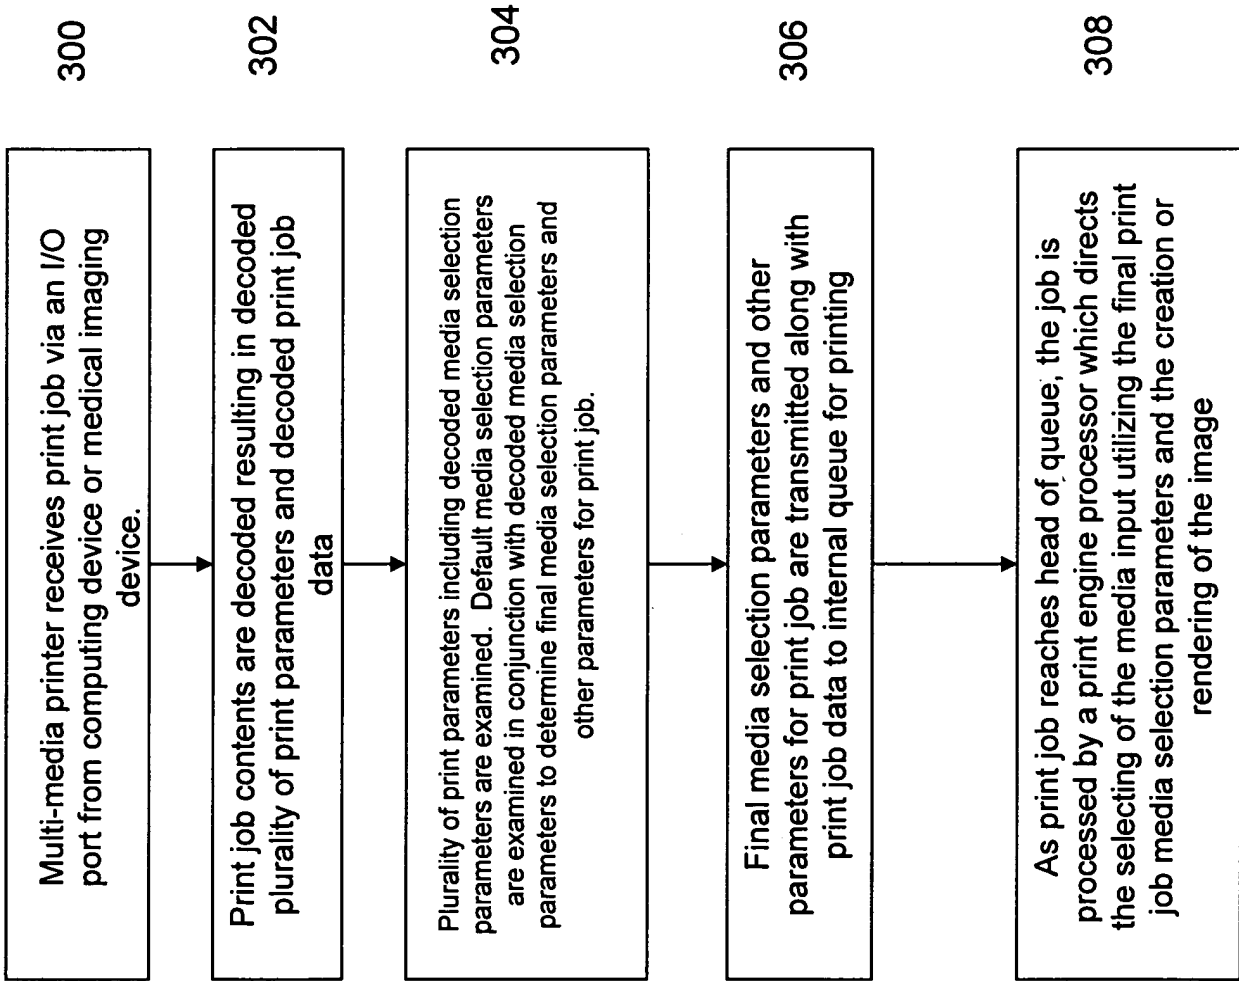 Multi-media printer receives print job via an I/O
port from computing device or medical imaging
device.
300
Print job contents are decoded resulting in decoded
plurality of print parameters and decoded print job
data
302
Plurality of print parameters including decoded media selection
parameters are examined. Default media selection parameters
are examined in conjunction with decoded media selection
parameters to determine final media selection parameters and
other parameters for print job.
304
Final media selection parameters and other
parameters for print job are transmitted along with
print job data to internal queue for printing
306
As print job reaches head of queue, the job is
processed by a print engine processor which directs
the selecting of the media input utilizing the final print
job media selection parameters and the creation or
rendering of the image
308